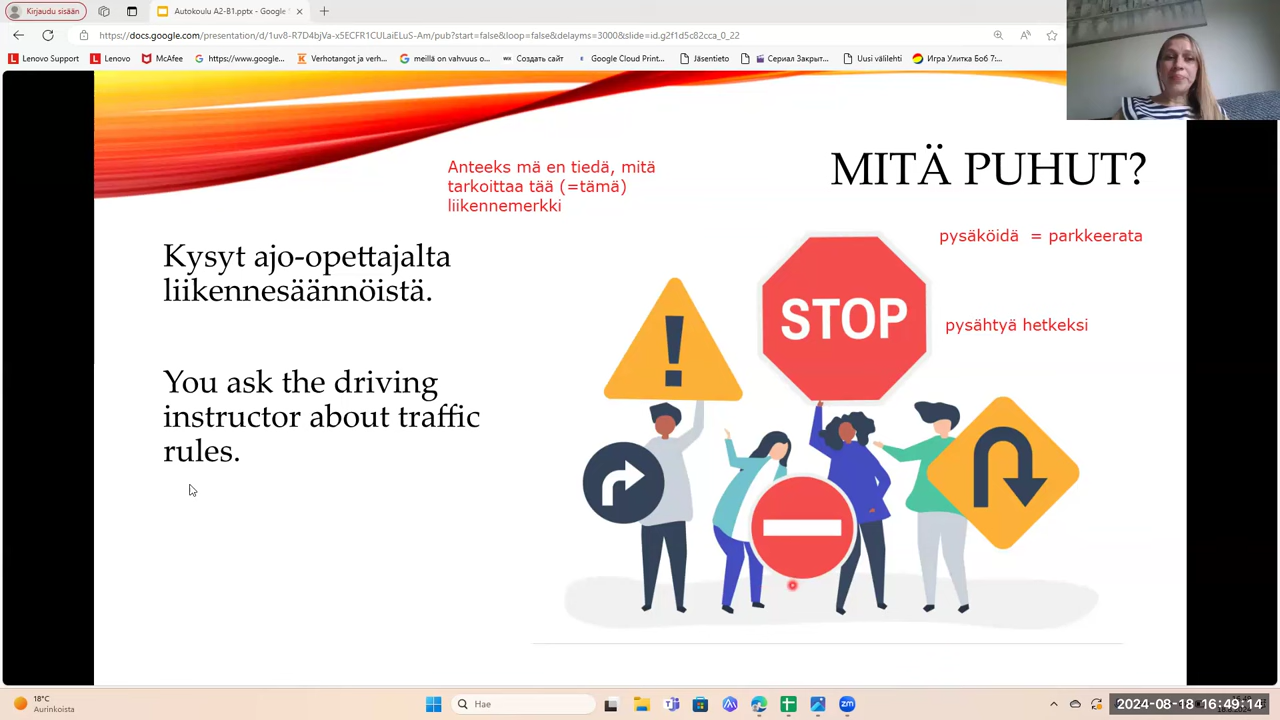 Kirjaudu sisään
Autokoulu A2-B1.pptx - Google
https://docs.google.com/presentation/d/1uv8-R7D4bjVa-x5ECFR1CULaiELuS-Am/pub?start=false&loop=false&delayms=3000&slide=id.g2f1d5c82cca_0_22
Lenovo Support
Lenovo
McAfee
https://www.google...
Verhotangot ja verh...
meillä on vahvuus o...
Создать сайт
Google Cloud Print...
Jäsentieto
Сериал Закрыт...
Uusi välilehti
Игра Улитка Боб 7:...
MITÄ PUHUT?
Anteeks mä en tiedä, mitä
tarkoittaa tää (=tämä)
liikennemerkki
pysäköidä = parkkeerata
Kysyt ajo-opettajalta
liikennesäännöistä.
STOP
pysähtyä hetkeksi
!
You ask the driving
instructor about traffic
rules.
18°C
Aurinkoista
Hae
2024-08-18 16:49:14